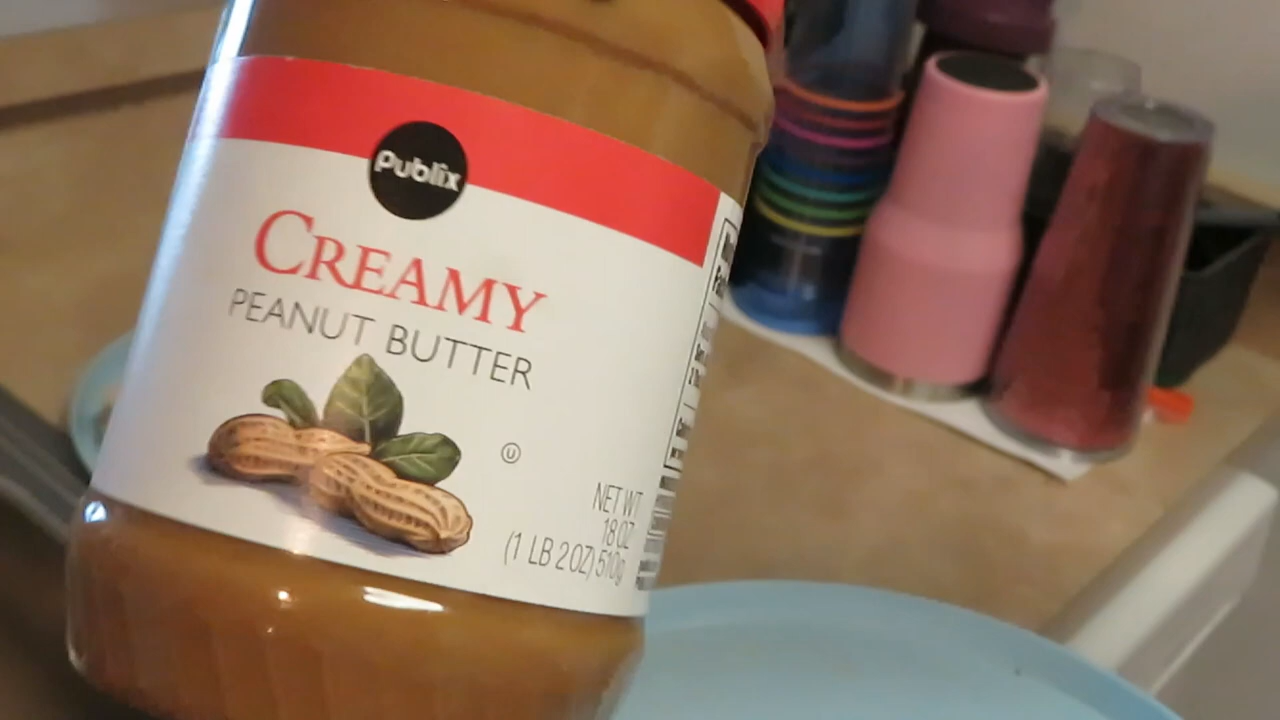 Publix
CREAMY
PEANUT BUTTER
U
NET WT
18 OZ
(1 LB 2 OZ) 510g